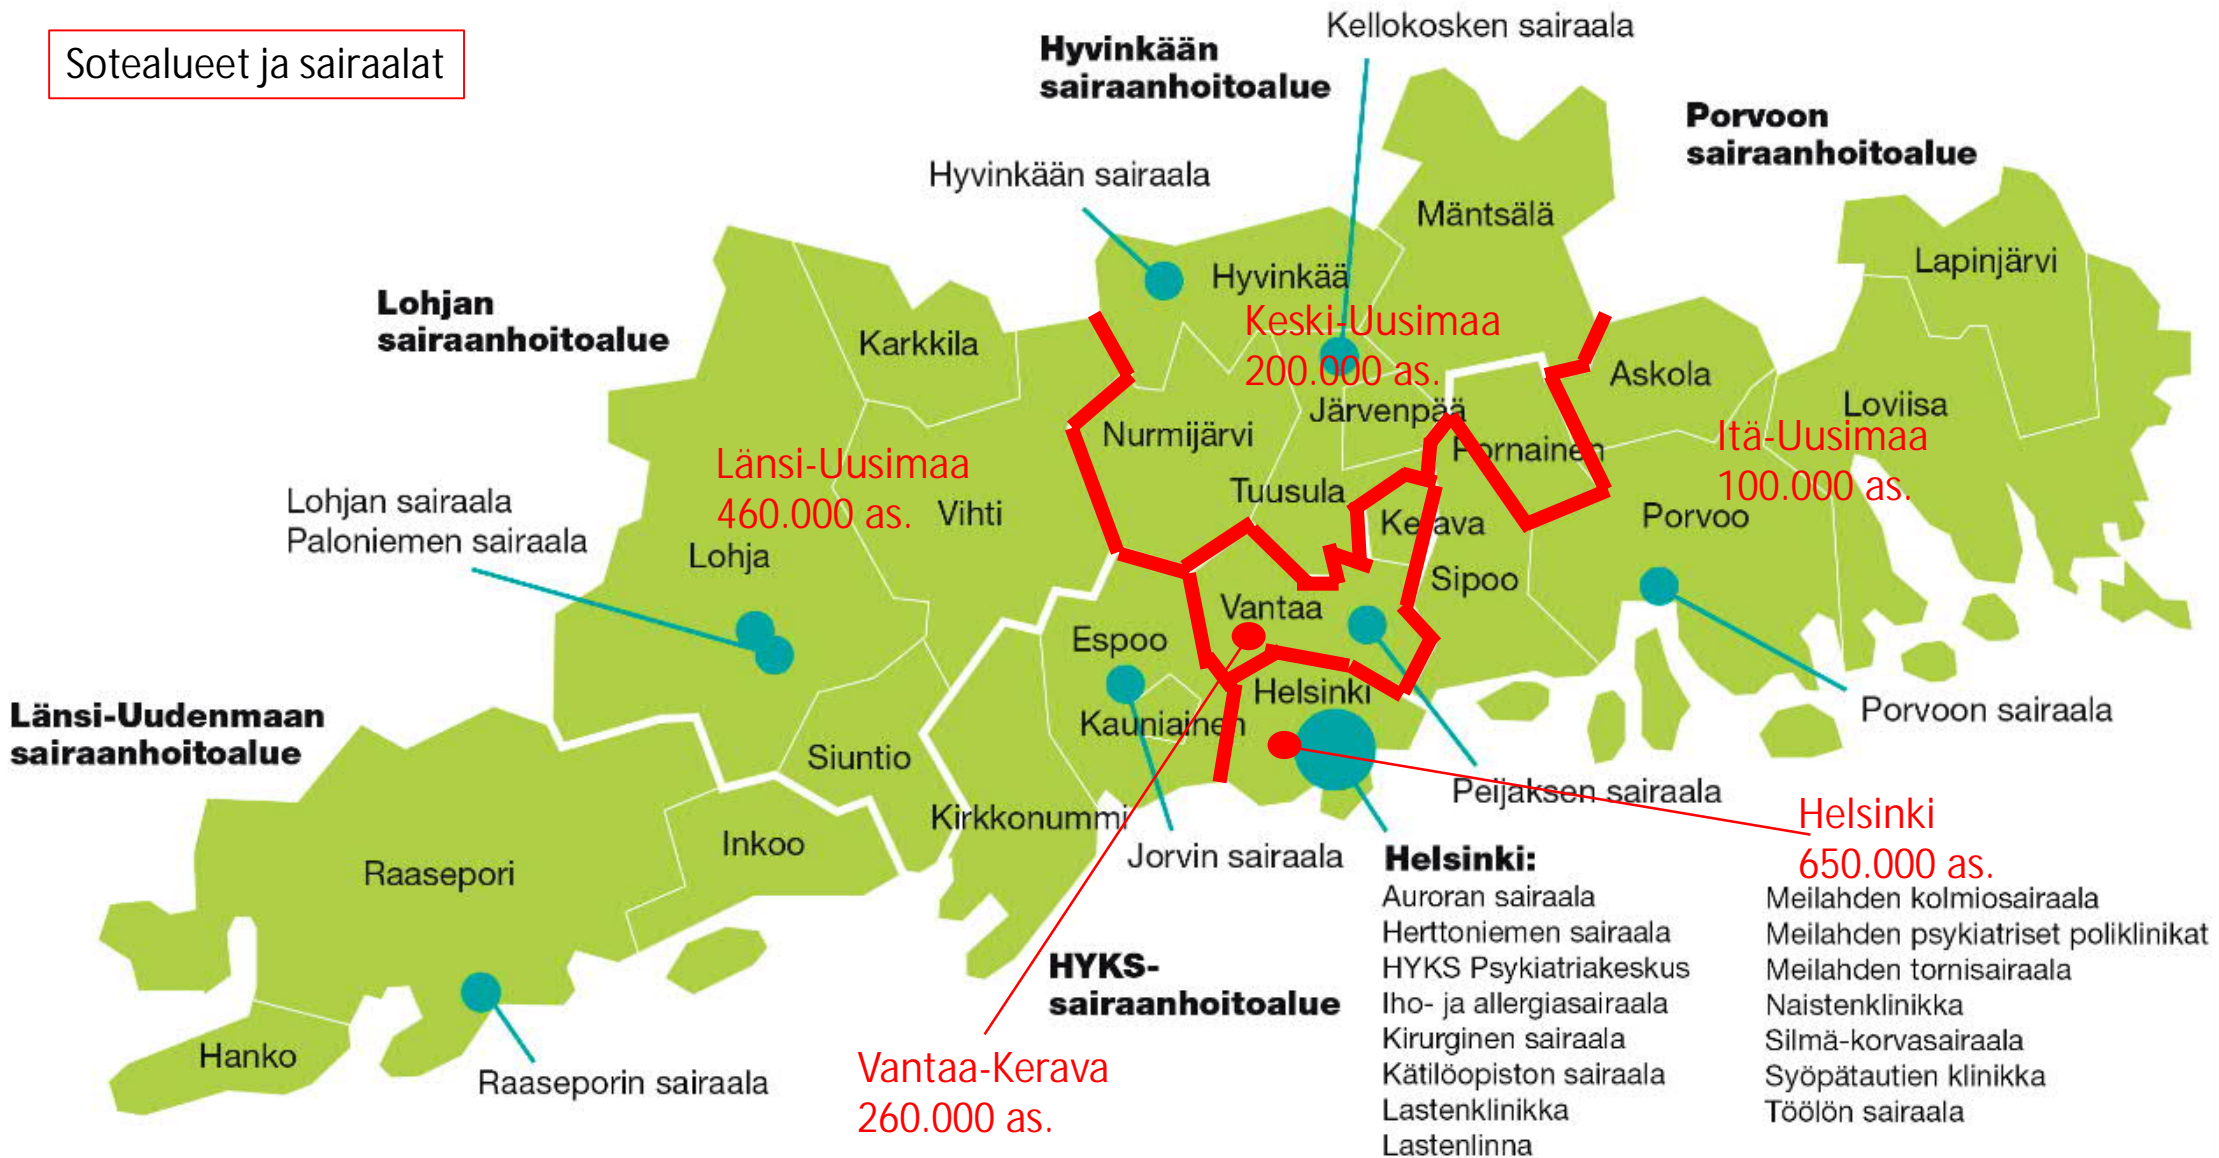 Sotealueet ja sairaalat
Kellokosken sairaala
Hyvinkään
sairaanhoitoalue
Porvoon
sairaanhoitoalue
Hyvinkään sairaala
Mäntsälä
Lapinjärvi
Hyvinkää
Lohjan
sairaanhoitoalue
Karkkila
Keski-Uusimaa
200.000 as.
Askola
Järvenpää
Loviisa
Nurmijärvi
Pornainen
Itä-Uusimaa
100.000 as.
Länsi-Uusimaa
460.000 as.
Tuusula
Lohjan sairaala
Paloniemen sairaala
Vihti
Kerava
Porvoo
Lohja
Sipoo
Vantaa
Espoo
Helsinki
Länsi-Uudenmaan
sairaanhoitoalue
Kauniainen
Porvoon sairaala
Siuntio
Peijaksen sairaala
Kirkkonummi
Helsinki
650.000 as.
Inkoo
Jorvin sairaala
Raasepori
Helsinki:
Auroran sairaala
Herttoniemen sairaala
HYKS Psykiatriakeskus
Iho- ja allergiasairaala
Kirurginen sairaala
Kätilöopiston sairaala
Lastenklinikka
Lastenlinna
Meilahden kolmiosairaala
Meilahden psykiatriset poliklinikat
Meilahden tornisairaala
Naistenklinikka
Silmä-korvasairaala
Syöpätautien klinikka
Töölön sairaala
HYKS-
sairaanhoitoalue
Hanko
Raaseporin sairaala
Vantaa-Kerava
260.000 as.